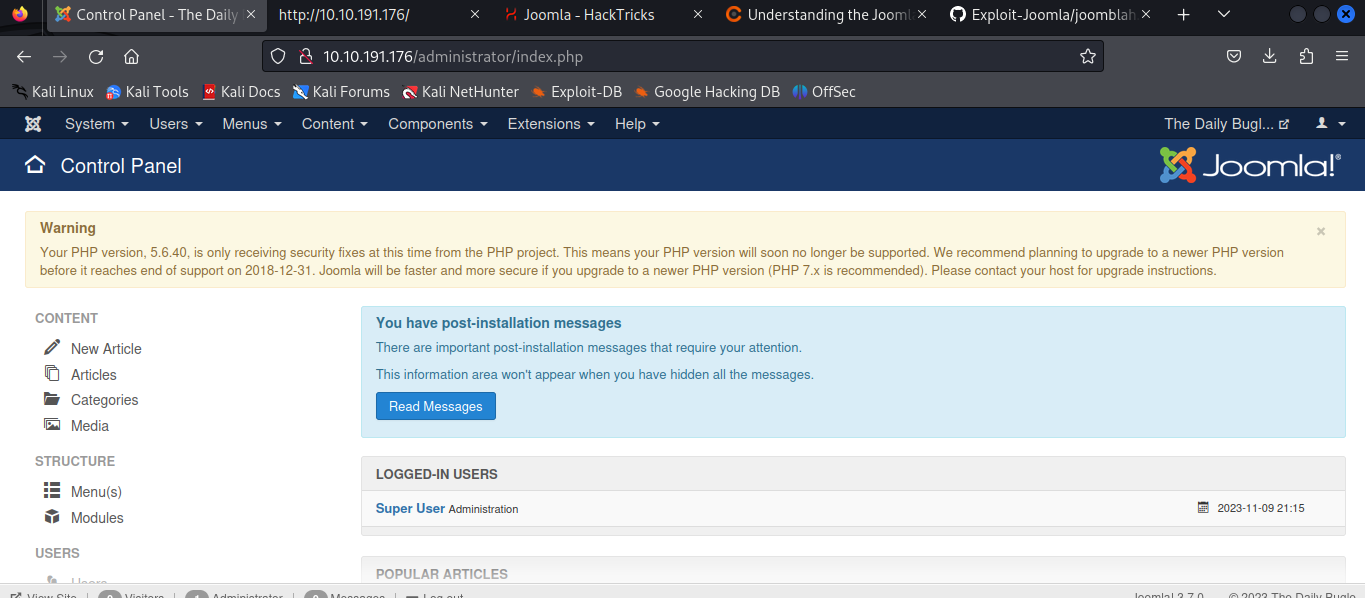 Control Panel - The Daily
http://10.10.191.176/
Joomla - HackTricks
Understanding the Jooml
Exploit-Joomla/joomblah
10.10.191.176/administrator/index.php
Kali Linux
Kali Tools
Kali Docs
Kali Forums
Kali NetHunter
Exploit-DB
Google Hacking DB
OffSec
System
Users
Menus
Content
Components
Extensions
Help
The Daily Bugl...
Control Panel
Joomla!®
Warning
Your PHP version, 5.6.40, is only receiving security fixes at this time from the PHP project. This means your PHP version will soon no longer be supported. We recommend planning to upgrade to a newer PHP version
before it reaches end of support on 2018-12-31. Joomla will be faster and more secure if you upgrade to a newer PHP version (PHP 7.x is recommended). Please contact your host for upgrade instructions.
CONTENT
New Article
Articles
Categories
Media
STRUCTURE
Menu(s)
Modules
USERS
Users
You have post-installation messages
There are important post-installation messages that require your attention.
This information area won't appear when you have hidden all the messages.
Read Messages
LOGGED-IN USERS
Super User Administration
2023-11-09 21:15
POPULAR ARTICLES
View Site
Visitors
Administrator
Messages
Log out
Joomla! 3.7.0
© 2023 The Daily Bugle